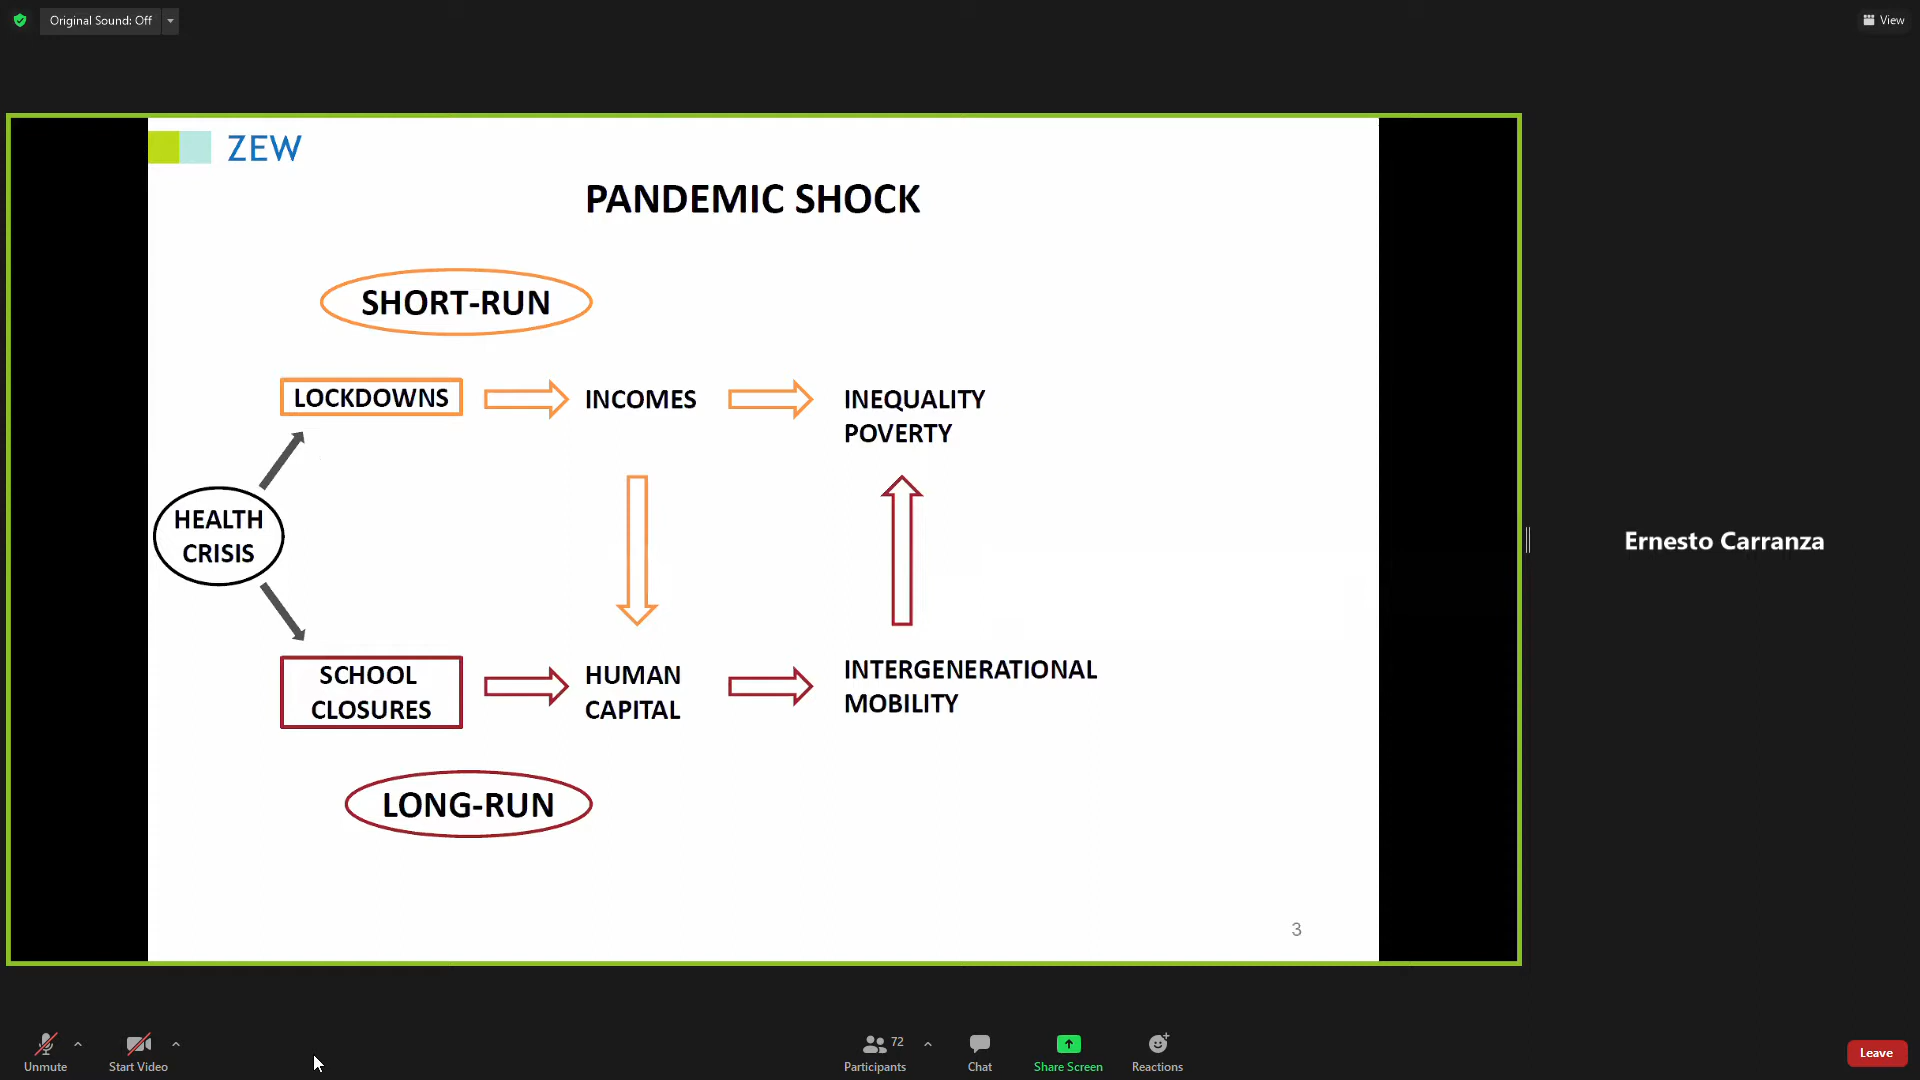 Original Sound: Off
View
ZEW
PANDEMIC SHOCK
SHORT-RUN
LOCKDOWNS
INCOMES
INEQUALITY
POVERTY
HEALTH
CRISIS
SCHOOL
CLOSURES
HUMAN
CAPITAL
INTERGENERATIONAL
MOBILITY
LONG-RUN
3
Ernesto Carranza
Unmute
Start Video
72
Participants
Chat
Share Screen
Reactions
Leave